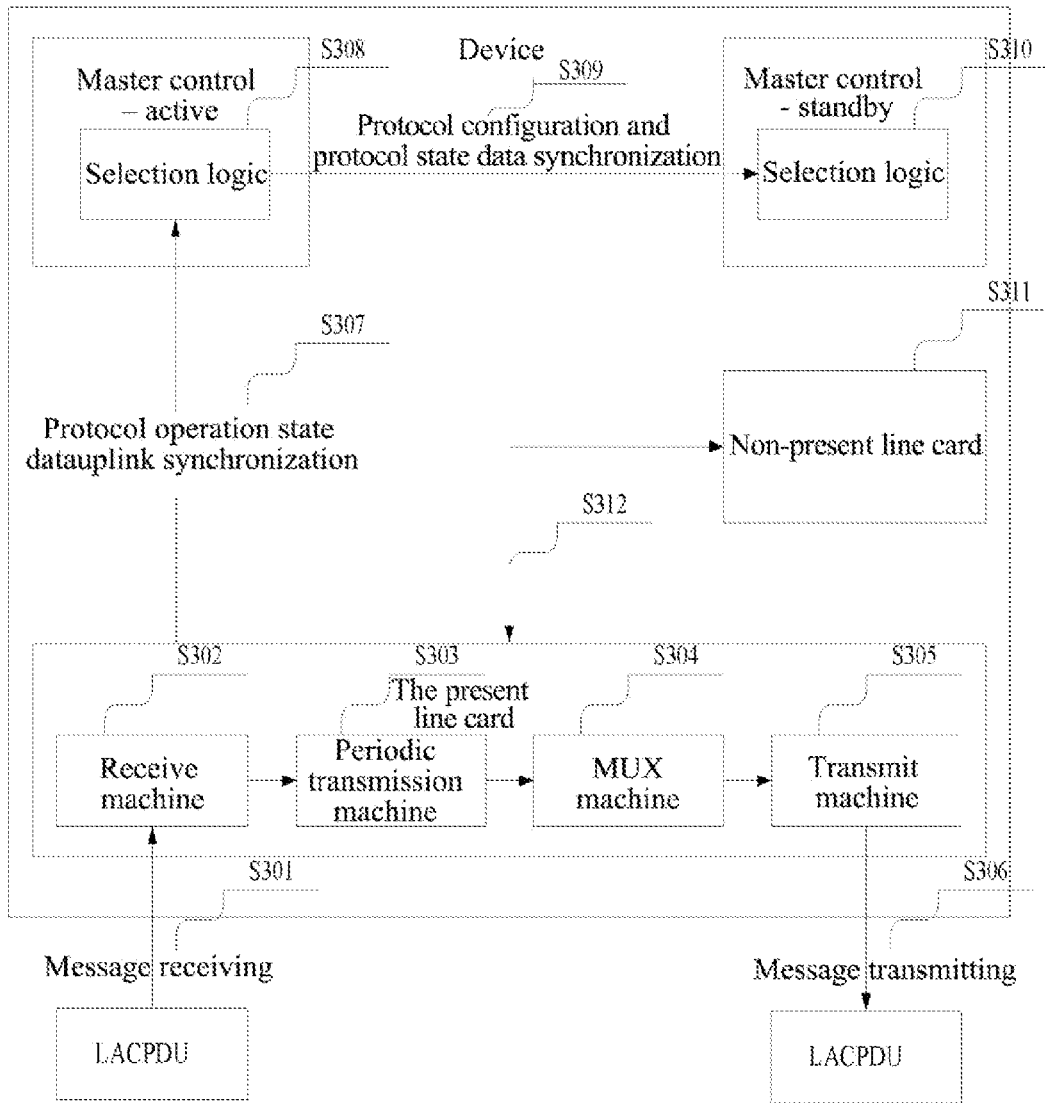 S308
Device
S310
Master control
– active
S309
Master control
- standby
Protocol configuration and
protocol state data synchronization
Selection logic
Selection logic
S311
S307
Protocol operation state
datauplink synchronization
Non-present line card
S312
S302
S303
S304
S305
The present
line card
Receive
machine
Periodic
transmission
machine
MUX
machine
Transmit
machine
S301
S306
Message receiving
Message transmitting
LACPDU
LACPDU